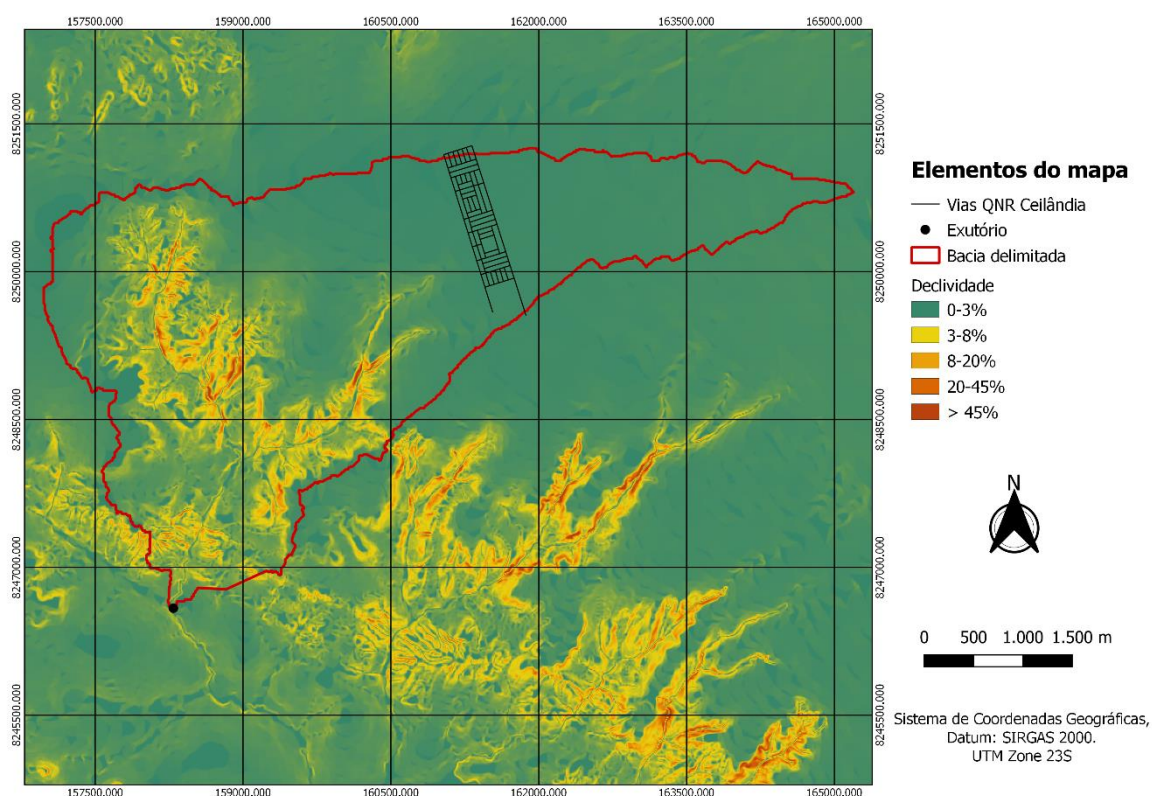 157500.000 159000.000 160500.000 162000.000 163500.000 165000.000
8251500.000 8251500.000
8250000.000 8250000.000
8248500.000 8248500.000
8247000.000 8247000.000
8245500.000 8245500.000
157500.000 159000.000 160500.000 162000.000 163500.000 165000.000
Elementos do mapa
Vias QNR Ceilândia
Exutório
Bacia delimitada
Declividade
0-3%
3-8%
8-20%
20-45%
> 45%
N
0 500 1.000 1.500 m
Sistema de Coordenadas Geográficas,
Datum: SIRGAS 2000.
UTM Zone 23S